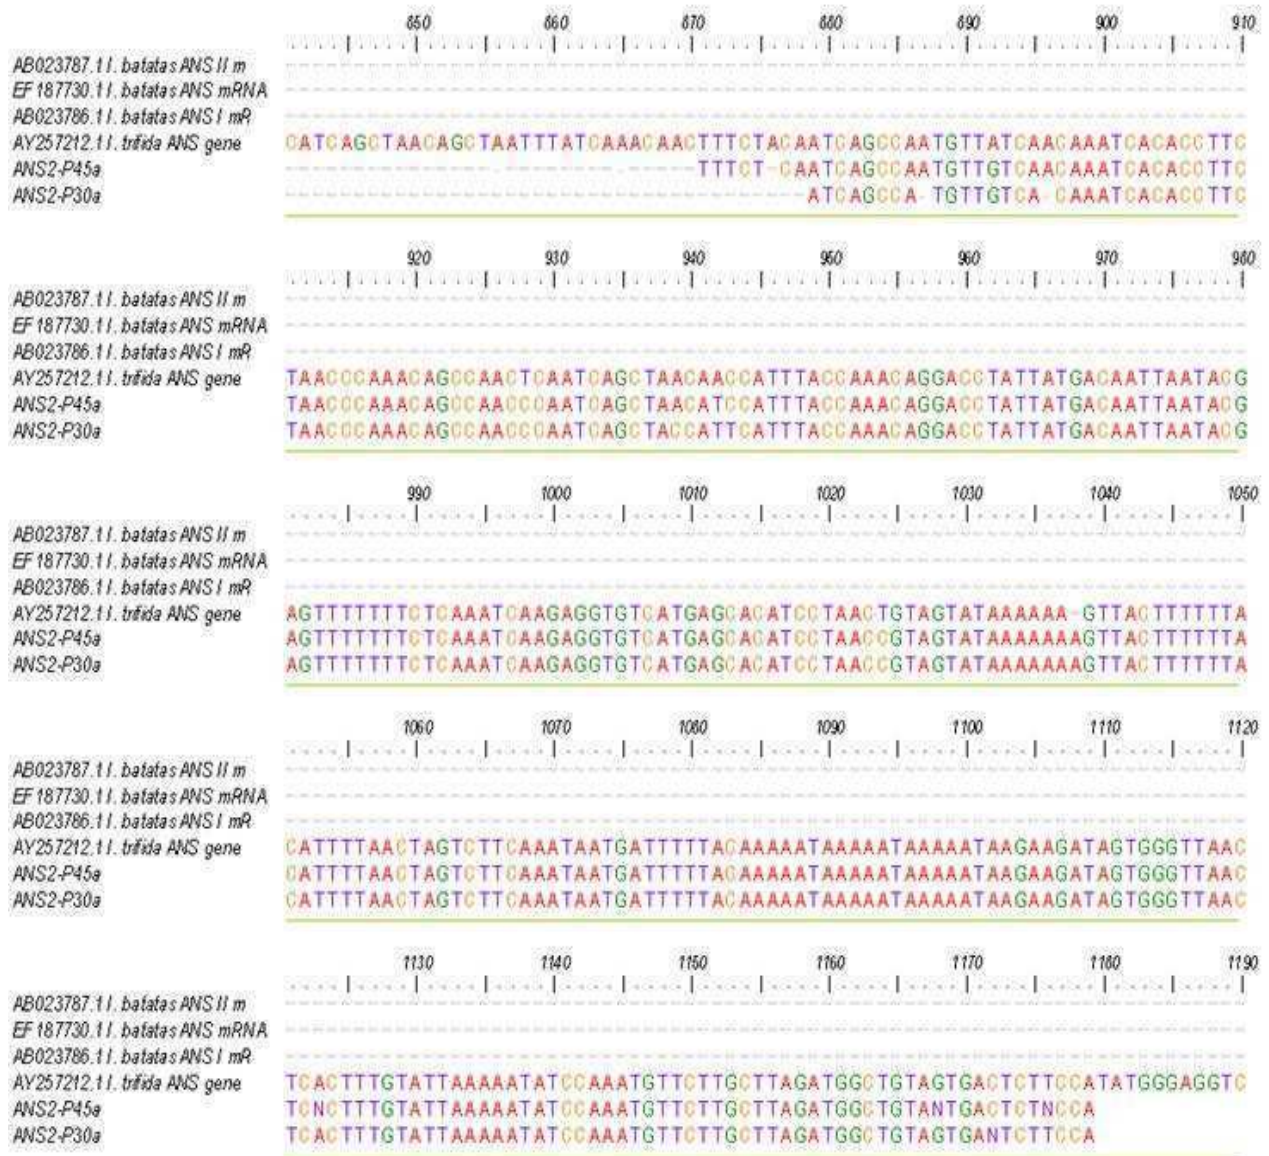 850 860 870 880 890 900 910
AB023787.1 I. batatas ANS II m
EF187730.1 I. batatas ANS mRNA
AB023786.1 I. batatas ANS I mR
AY257212.1 I. trifida ANS gene CATCAGCTAACAGCTAATTTATCAAACAACTTTCTACAATCAGCCAATGTTATCAACAAATCACACCTTC
ANS2-P45a TTTCT-CAATCAGCCAATGTTGTCAACAAATCACACCTTC
ANS2-P30a ATCAGCCA-TGTTGTCA-CAAATCACACCTTC
920 930 940 950 960 970 980
AB023787.1 I. batatas ANS II m
EF187730.1 I. batatas ANS mRNA
AB023786.1 I. batatas ANS I mR
AY257212.1 I. trifida ANS gene TAACCCAAACAGCCAACTCAATCAGCTAACAACCATTTACCAAACAGGACCTATTATGACAATTAATACG
ANS2-P45a TAACCCAAACAGCCAACCCAATCAGCTAACATCCATTTACCAAACAGGACCTATTATGACAATTAATACG
ANS2-P30a TAACCCAAACAGCCAACCCAATCAGCTACCATTCATTTACCAAACAGGACCTATTATGACAATTAATACG
990 1000 1010 1020 1030 1040 1050
AB023787.1 I. batatas ANS II m
EF187730.1 I. batatas ANS mRNA
AB023786.1 I. batatas ANS I mR
AY257212.1 I. trifida ANS gene AGTTTTTTTCTCAAATCAAGAGGTGTCATGAGCACATCCTAACTGTAGTATAAAAAA-GTTACTTTTTTA
ANS2-P45a AGTTTTTTTCTCAAATCAAGAGGTGTCATGAGCACATCCTAACCGTAGTATAAAAAAAGTTACTTTTTTA
ANS2-P30a AGTTTTTTTCTCAAATCAAGAGGTGTCATGAGCACATCCTAACCGTAGTATAAAAAAAGTTACTTTTTTA
1060 1070 1080 1090 1100 1110 1120
AB023787.1 I. batatas ANS II m
EF187730.1 I. batatas ANS mRNA
AB023786.1 I. batatas ANS I mR
AY257212.1 I. trifida ANS gene CATTTTAACTAGTCTTCAAATAATGATTTTTACAAAAATAAAAATAAAAATAAGAAGATAGTGGGTTAAC
ANS2-P45a CATTTTAACTAGTCTTCAAATAATGATTTTTACAAAAATAAAAATAAAAATAAGAAGATAGTGGGTTAAC
ANS2-P30a CATTTTAACTAGTCTTCAAATAATGATTTTTACAAAAATAAAAATAAAAATAAGAAGATAGTGGGTTAAC
1130 1140 1150 1160 1170 1180 1190
AB023787.1 I. batatas ANS II m
EF187730.1 I. batatas ANS mRNA
AB023786.1 I. batatas ANS I mR
AY257212.1 I. trifida ANS gene TCACTTTGTATTAAAAATATCCAAATGTTCTTGCTTAGATGGCTGTAGTGACTCTTCCATATGGGAGGTC
ANS2-P45a TCNCTTTGTATTAAAAATATCCAAATGTTCTTGCTTAGATGGCTGTANTGACTCTNCCA
ANS2-P30a TCACTTTGTATTAAAAATATCCAAATGTTCTTGCTTAGATGGCTGTAGTGANTCTTCCA